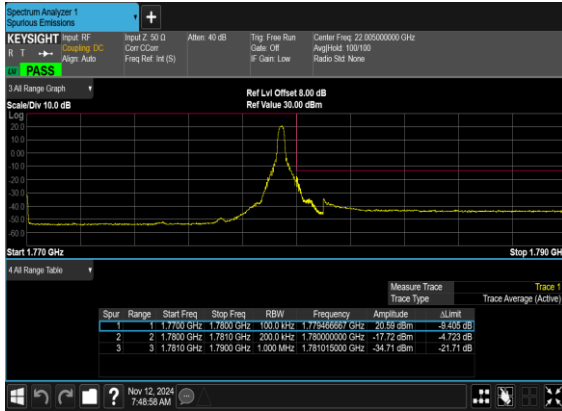 Spectrum Analyzer 1
Spurious Emissions
KEYSIGHT Input: RF Input Z: 50 Ω Atten: 40 dB Trig: Free Run Center Freq: 22.005000000 GHz
R T Coupling: DC Corr CCorr Gate: Off Avg|Hold: 100/100
Align: Auto Freq Ref: Int (S) IF Gain: Low Radio Std: None
PASS
3 All Range Graph Ref Lvl Offset 8.00 dB
Scale/Div 10.0 dB Ref Value 30.00 dBm
Log
20.0
10.0
0.00
-10.0
-20.0
-30.0
-40.0
-50.0
-60.0
Start 1.770 GHz Stop 1.790 GH
4 All Range Table
Measure Trace Trace 1
Trace Type Trace Average (Active)
Spur Range Start Freq Stop Freq RBW Frequency Amplitude ΔLimit
1 1 1.7700 GHz 1.7800 GHz 100.0 kHz 1.779466667 GHz 20.59 dBm -9.405 dB
2 2 1.7800 GHz 1.7810 GHz 200.0 kHz 1.780000000 GHz -17.72 dBm -4.723 dB
3 3 1.7810 GHz 1.7900 GHz 1.000 MHz 1.781015000 GHz -34.71 dBm -21.71 dB
Nov 12, 2024
7:48:58 AM